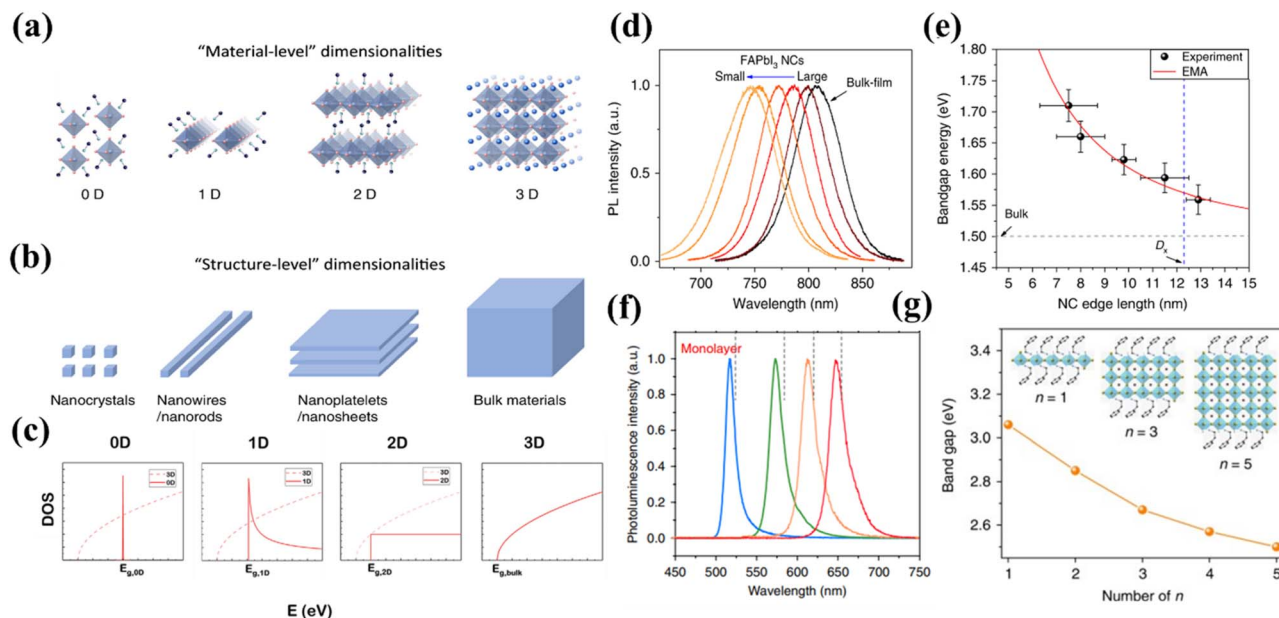 (a)
"Material-level" dimensionalities
0 D
1 D
2 D
3 D
(b)
"Structure-level" dimensionalities
Nanocrystals
Nanowires
/nanorods
Nanoplatelets
/nanosheets
Bulk materials
(c)
0D
1D
2D
3D
DOS
3D
0D
3D
1D
3D
2D
Eg,0D
Eg,1D
Eg,2D
Eg,bulk
E (eV)
(d)
FAPbI3 NCs
Small
Large
Bulk-film
PL intensity (a.u.)
1.0
0.5
0.0
700
750
800
850
Wavelength (nm)
(e)
Experiment
EMA
Bandgap energy (eV)
1.80
1.75
1.70
1.65
1.60
1.55
1.50
1.45
Bulk
Dx
5 6 7 8 9 10 11 12 13 14 15
NC edge length (nm)
(f)
Monolayer
Photoluminescence intensity (a.u.)
1.0
0.8
0.6
0.4
0.2
0.0
450 500 550 600 650 700 750
Wavelength (nm)
(g)
Band gap (eV)
3.4
3.2
3.0
2.8
2.6
n = 1
n = 3
n = 5
1 2 3 4 5
Number of n